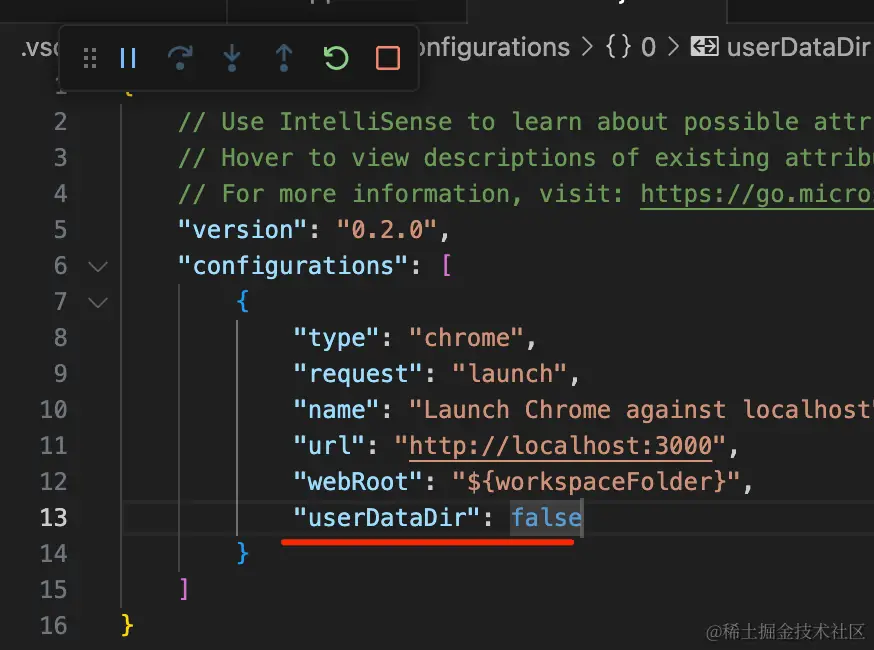 .vsc
onfigurations > {} 0 > userDataDir
1 {
2 // Use IntelliSense to learn about possible attr
3 // Hover to view descriptions of existing attribu
4 // For more information, visit: https://go.micros
5 "version": "0.2.0",
6 "configurations": [
7 {
8 "type": "chrome",
9 "request": "launch",
10 "name": "Launch Chrome against localhost"
11 "url": "http://localhost:3000",
12 "webRoot": "${workspaceFolder}",
13 "userDataDir": false
14 }
15 ]
16 }
@稀土掘金技术社区